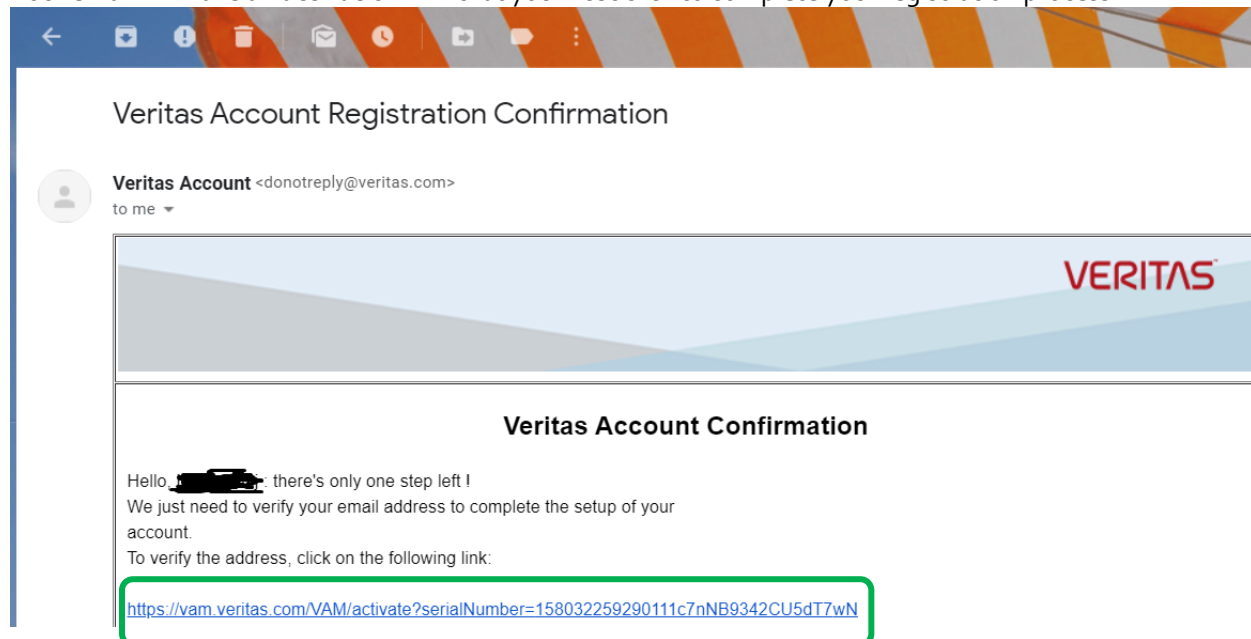 Veritas Account Registration Confirmation
Veritas Account <donotreply@veritas.com>
to me
VERITAS
Veritas Account Confirmation
Hello, : there's only one step left !
We just need to verify your email address to complete the setup of your
account.
To verify the address, click on the following link:
https://vam.veritas.com/VAM/activate?serialNumber=158032259290111c7nNB9342CU5dT7wN